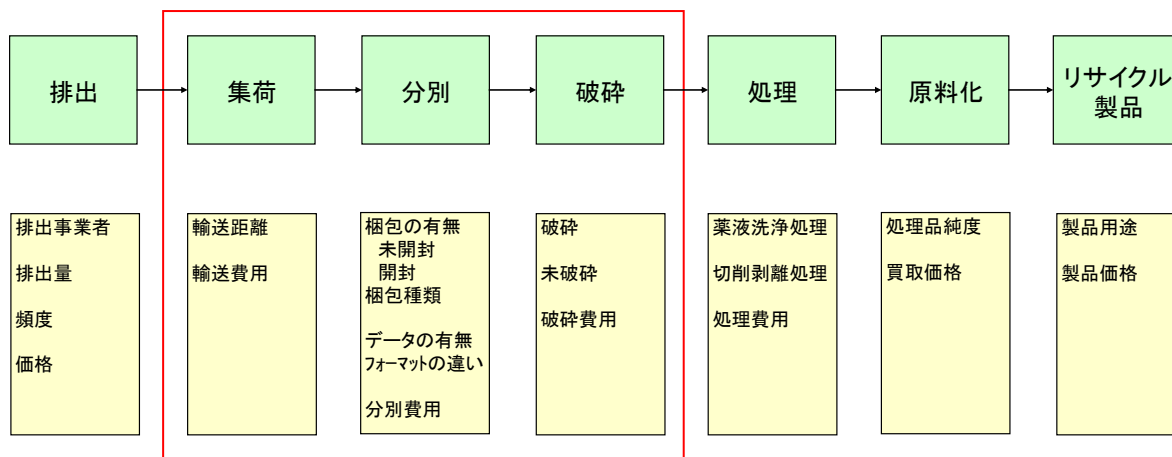 排出
集荷
分別
破砕
処理
原料化
リサイクル
製品
排出事業者
排出量
頻度
価格
輸送距離
輸送費用
梱包の有無
未開封
開封
梱包種類
データの有無
フォーマットの違い
分別費用
破砕
未破砕
破砕費用
薬液洗浄処理
切削剥離処理
処理費用
処理品純度
買取価格
製品用途
製品価格